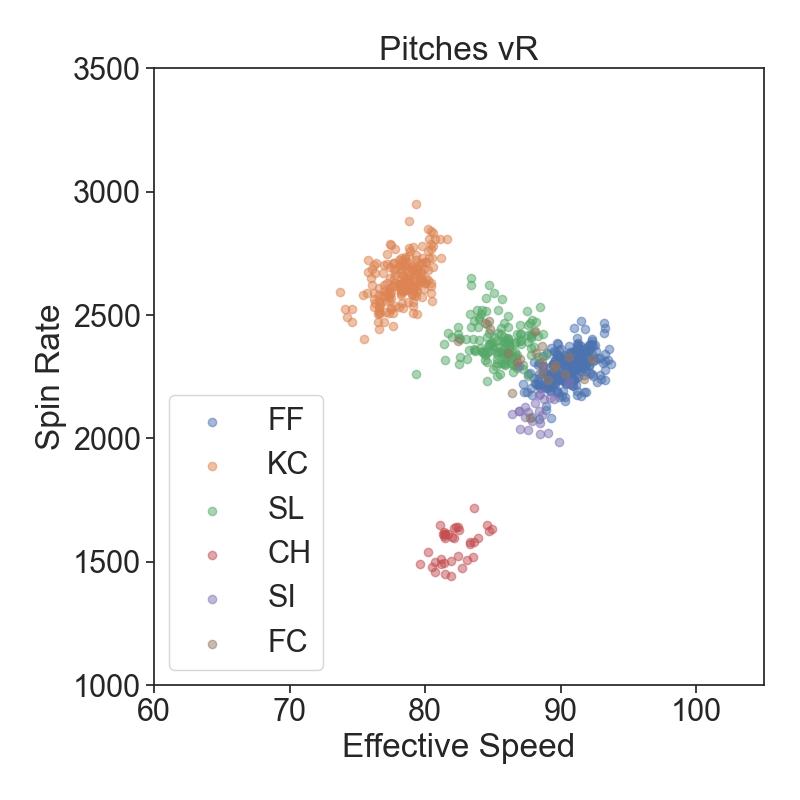 Pitches vR
3500
3000
2500
2000
1500
1000
Spin Rate
FF
KC
SL
CH
SI
FC
60
70
80
90
100
Effective Speed